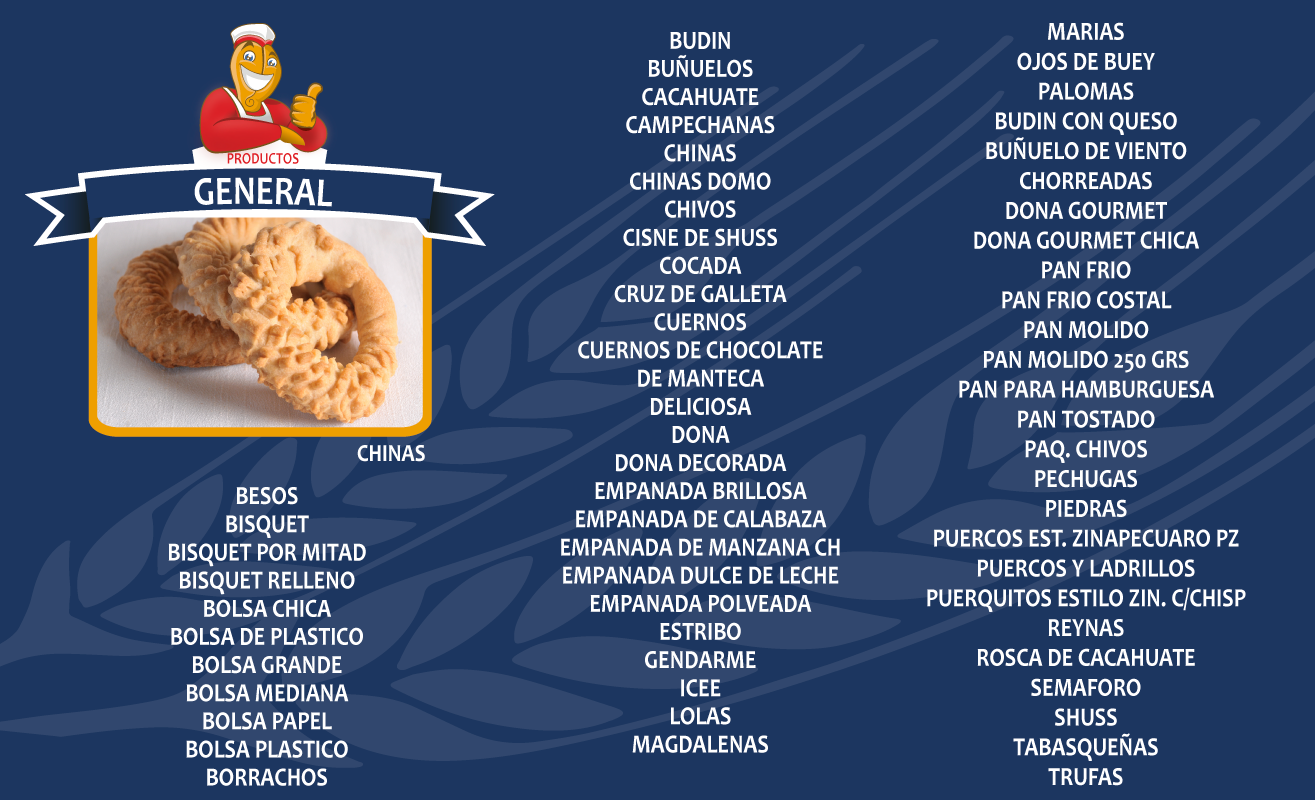 PRODUCTOS
GENERAL
CHINAS
BESOS
BISQUET
BISQUET POR MITAD
BISQUET RELLENO
BOLSA CHICA
BOLSA DE PLASTICO
BOLSA GRANDE
BOLSA MEDIANA
BOLSA PAPEL
BOLSA PLASTICO
BORRACHOS
BUDIN
BUÑUELOS
CACAHUATE
CAMPECHANAS
CHINAS
CHINAS DOMO
CHIVOS
CISNE DE SHUSS
COCADA
CRUZ DE GALLETA
CUERNOS
CUERNOS DE CHOCOLATE
DE MANTECA
DELICIOSA
DONA
DONA DECORADA
EMPANADA BRILLOSA
EMPANADA DE CALABAZA
EMPANADA DE MANZANA CH
EMPANADA DULCE DE LECHE
EMPANADA POLVEADA
ESTRIBO
GENDARME
ICEE
LOLAS
MAGDALENAS
MARIAS
OJOS DE BUEY
PALOMAS
BUDIN CON QUESO
BUÑUELO DE VIENTO
CHORREADAS
DONA GOURMET
DONA GOURMET CHICA
PAN FRIO
PAN FRIO COSTAL
PAN MOLIDO
PAN MOLIDO 250 GRS
PAN PARA HAMBURGUESA
PAN TOSTADO
PAQ. CHIVOS
PECHUGAS
PIEDRAS
PUERCOS EST. ZINAPECUARO PZ
PUERCOS Y LADRILLOS
PUERQUITOS ESTILO ZIN. C/CHISP
REYNAS
ROSCA DE CACAHUATE
SEMAFORO
SHUSS
TABASQUEÑAS
TRUFAS